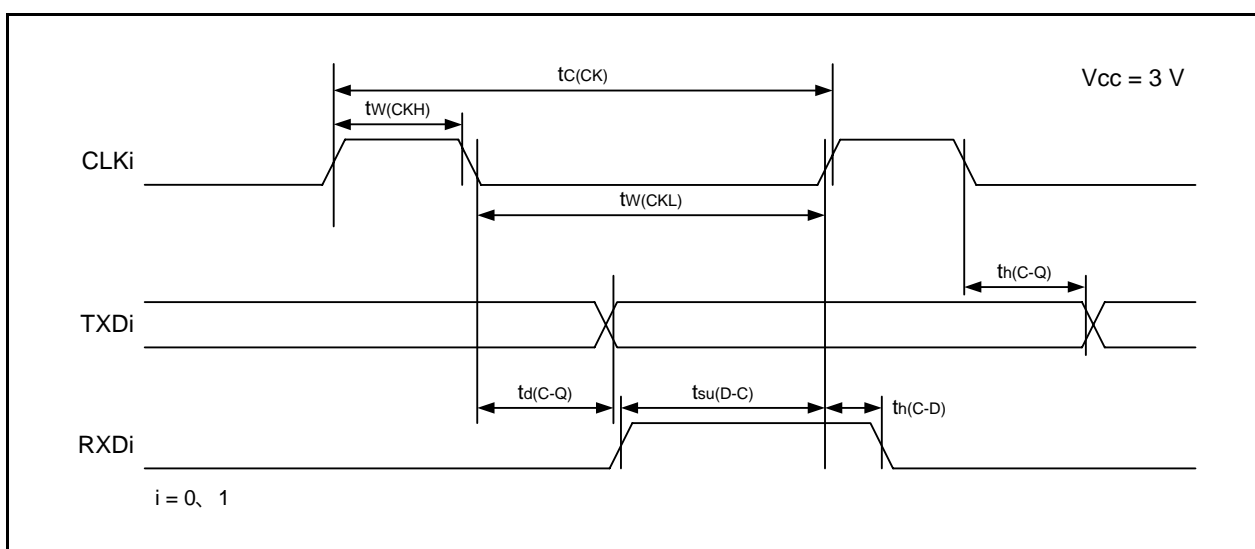 tC(CK)
Vcc = 3 V
tW(CKH)
CLKi
tW(CKL)
th(C-Q)
TXDi
td(C-Q)
tsu(D-C)
th(C-D)
RXDi
i = 0、1